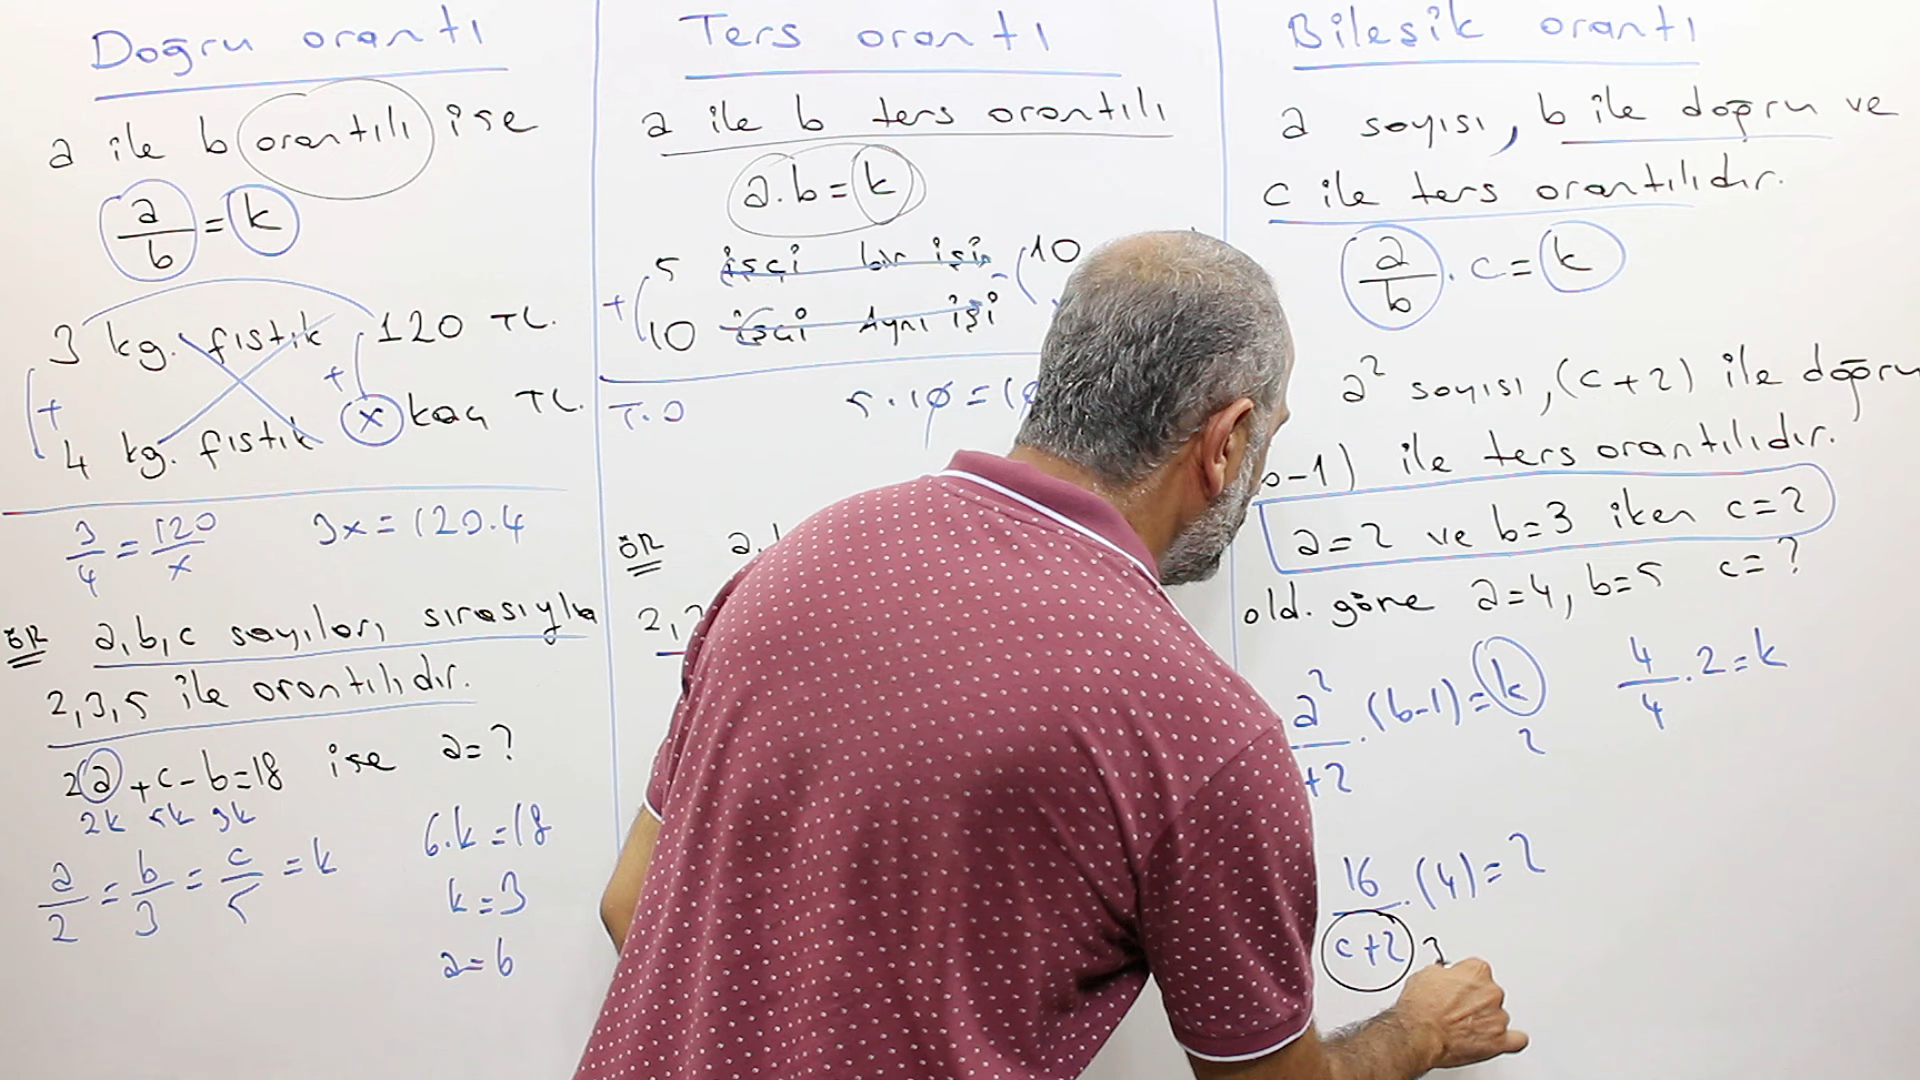 Doğru orantı
a ile b orantılı ise
a/b = k
3 kg. fıstık 120 TL.
+ +
4 kg. fıstık x kaç TL.
3/4 = 120/x 3x = 120.4
ÖR a,b,c sayıları sırasıyla
2,3,5 ile orantılıdır.
2a + c - b = 18 ise a = ?
2k 5k 3k
a/2 = b/3 = c/5 = k
6.k = 18
k = 3
a = 6
Ters orantı
a ile b ters orantılı
a.b = k
5 işçi bir işi 10
+ -
10 işçi Aynı işi
T.O 5.10 = 10
ÖR a.
2,
Bileşik orantı
a sayısı, b ile doğru ve
c ile ters orantılıdır.
a/b . c = k
a² sayısı, (c+2) ile doğru
b-1) ile ters orantılıdır.
a=2 ve b=3 iken c=2
old. göre a=4, b=5 c=?
a²/+2 . (b-1) = k 4/4 . 2 = k
2
16/c+2 . (4) = 2
3